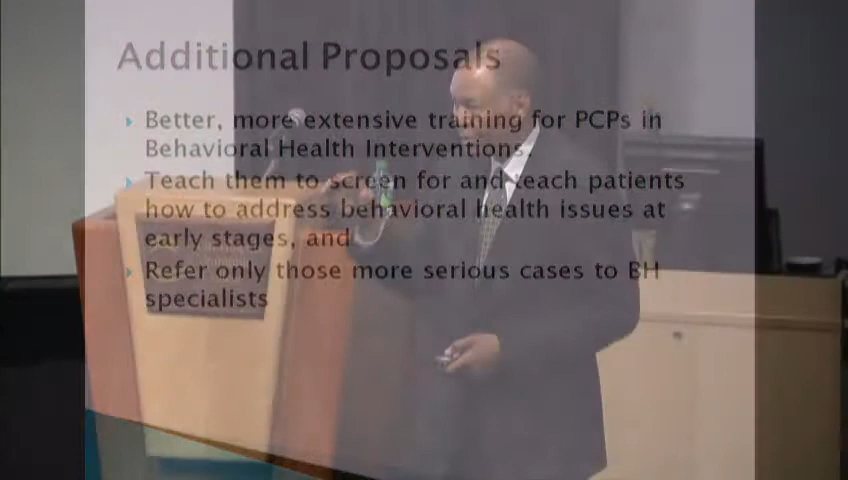 Additional Proposals
Better, more extensive training for PCPs in
Behavioral Health Interventions.
Teach them to screen for and teach patients
how to address behavioral health issues at
early stages, and
Refer only those more serious cases to BH
specialists